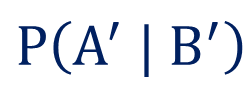 P(A′ | B′)